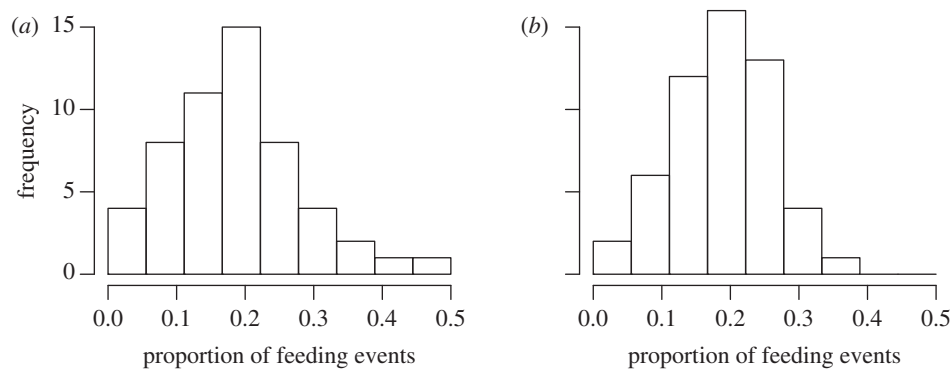 (a)
15
10
5
0
frequency
0.0 0.1 0.2 0.3 0.4 0.5
proportion of feeding events
(b)
0.0 0.1 0.2 0.3 0.4 0.5
proportion of feeding events